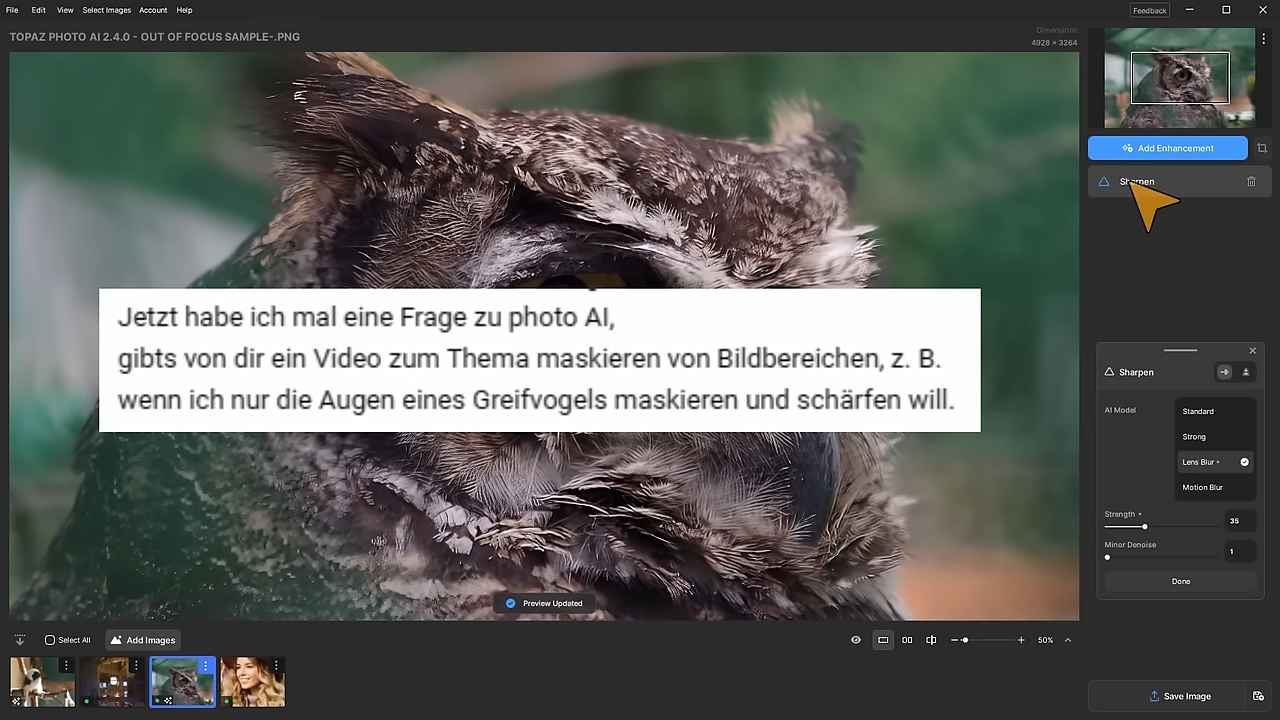 File Edit View Select Images Account Help
Feedback
TOPAZ PHOTO AI 2.4.0 - OUT OF FOCUS SAMPLE-.PNG
Dimensions
4928 × 3264
Add Enhancement
Sharpen
Jetzt habe ich mal eine Frage zu photo AI,
gibts von dir ein Video zum Thema maskieren von Bildbereichen, z. B.
wenn ich nur die Augen eines Greifvogels maskieren und schärfen will.
Sharpen
AI Model
Standard
Strong
Lens Blur
Motion Blur
Strength
35
Minor Denoise
1
Done
Preview Updated
Select All
Add Images
50%
Save Image